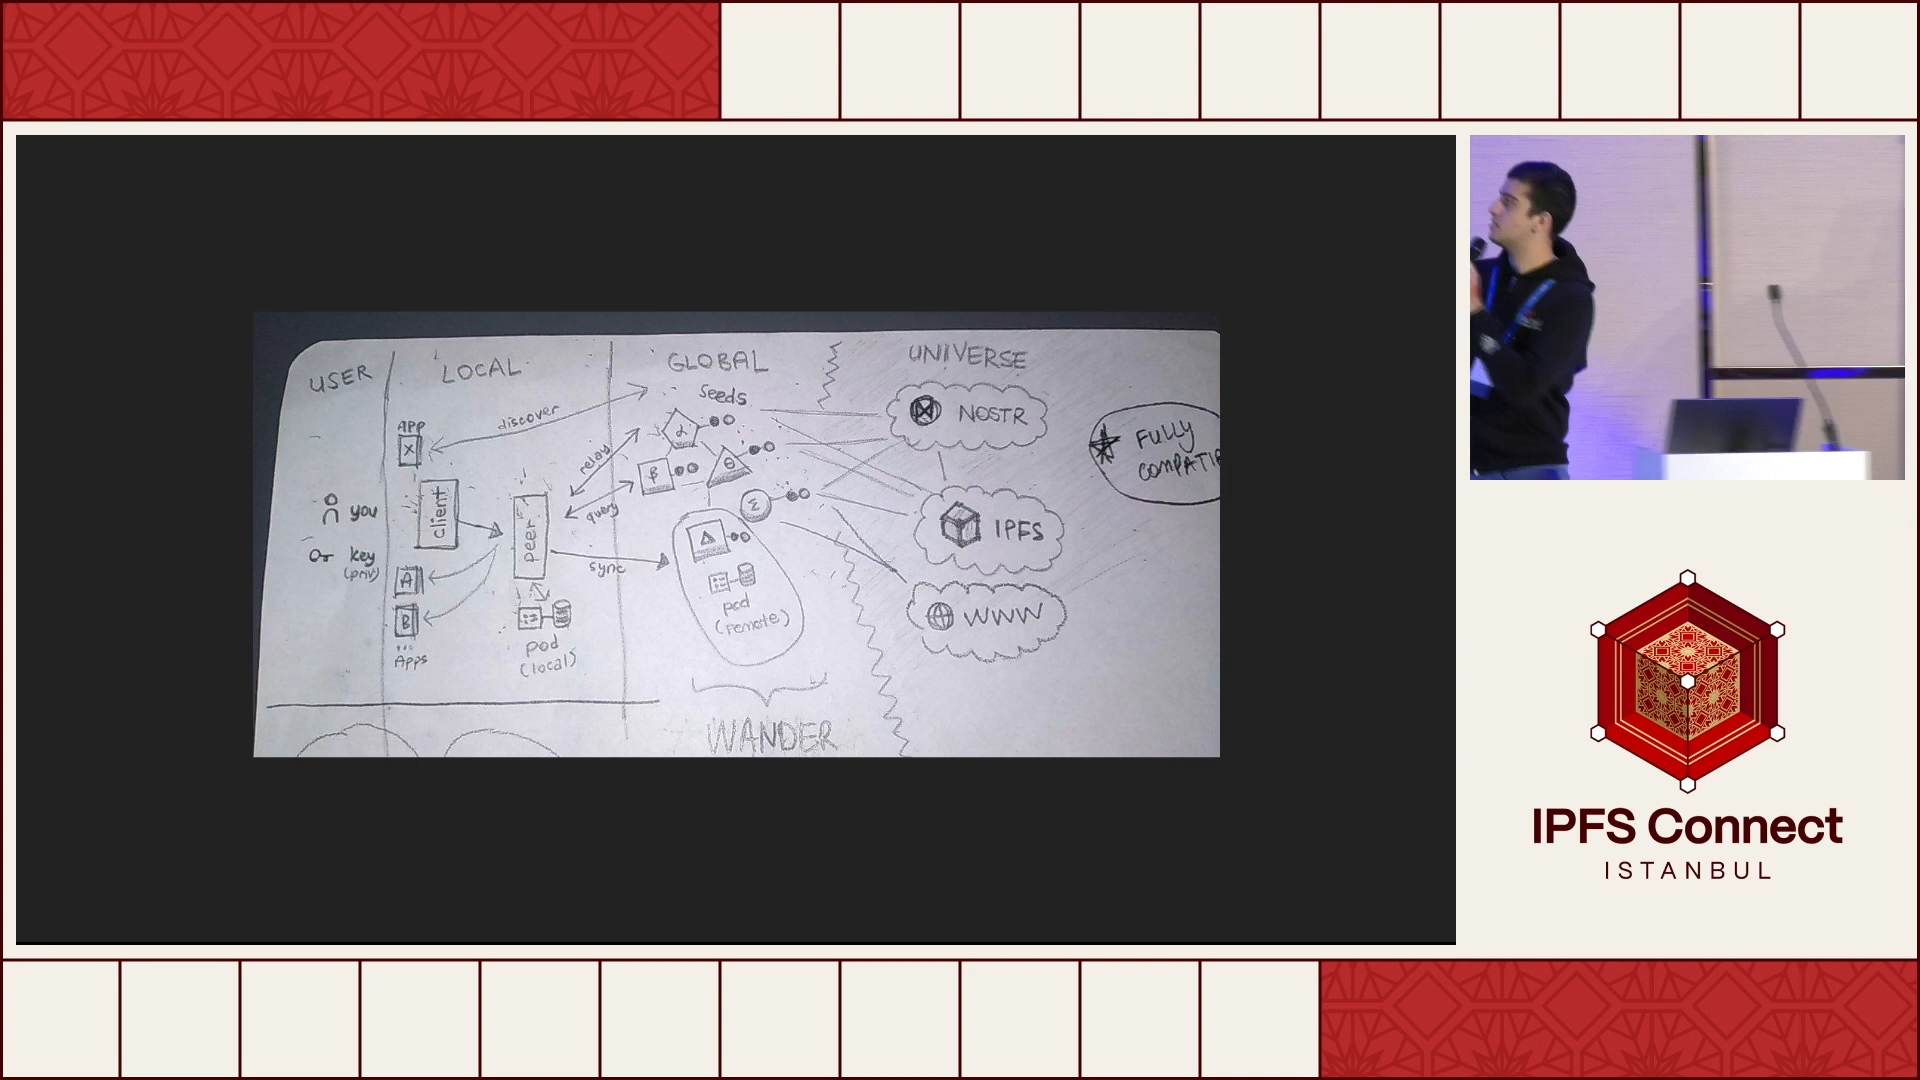 USER
LOCAL
GLOBAL
UNIVERSE
Seeds
discover
APP
X
NOSTR
FULLY
relay
α
β
θ
Σ
client
peer
query
you
or key
(priv)
IPFS
sync
A
B
...
Apps
pod
(local)
Δ
pod
(remote)
WWW
WANDER
IPFS Connect
ISTANBUL